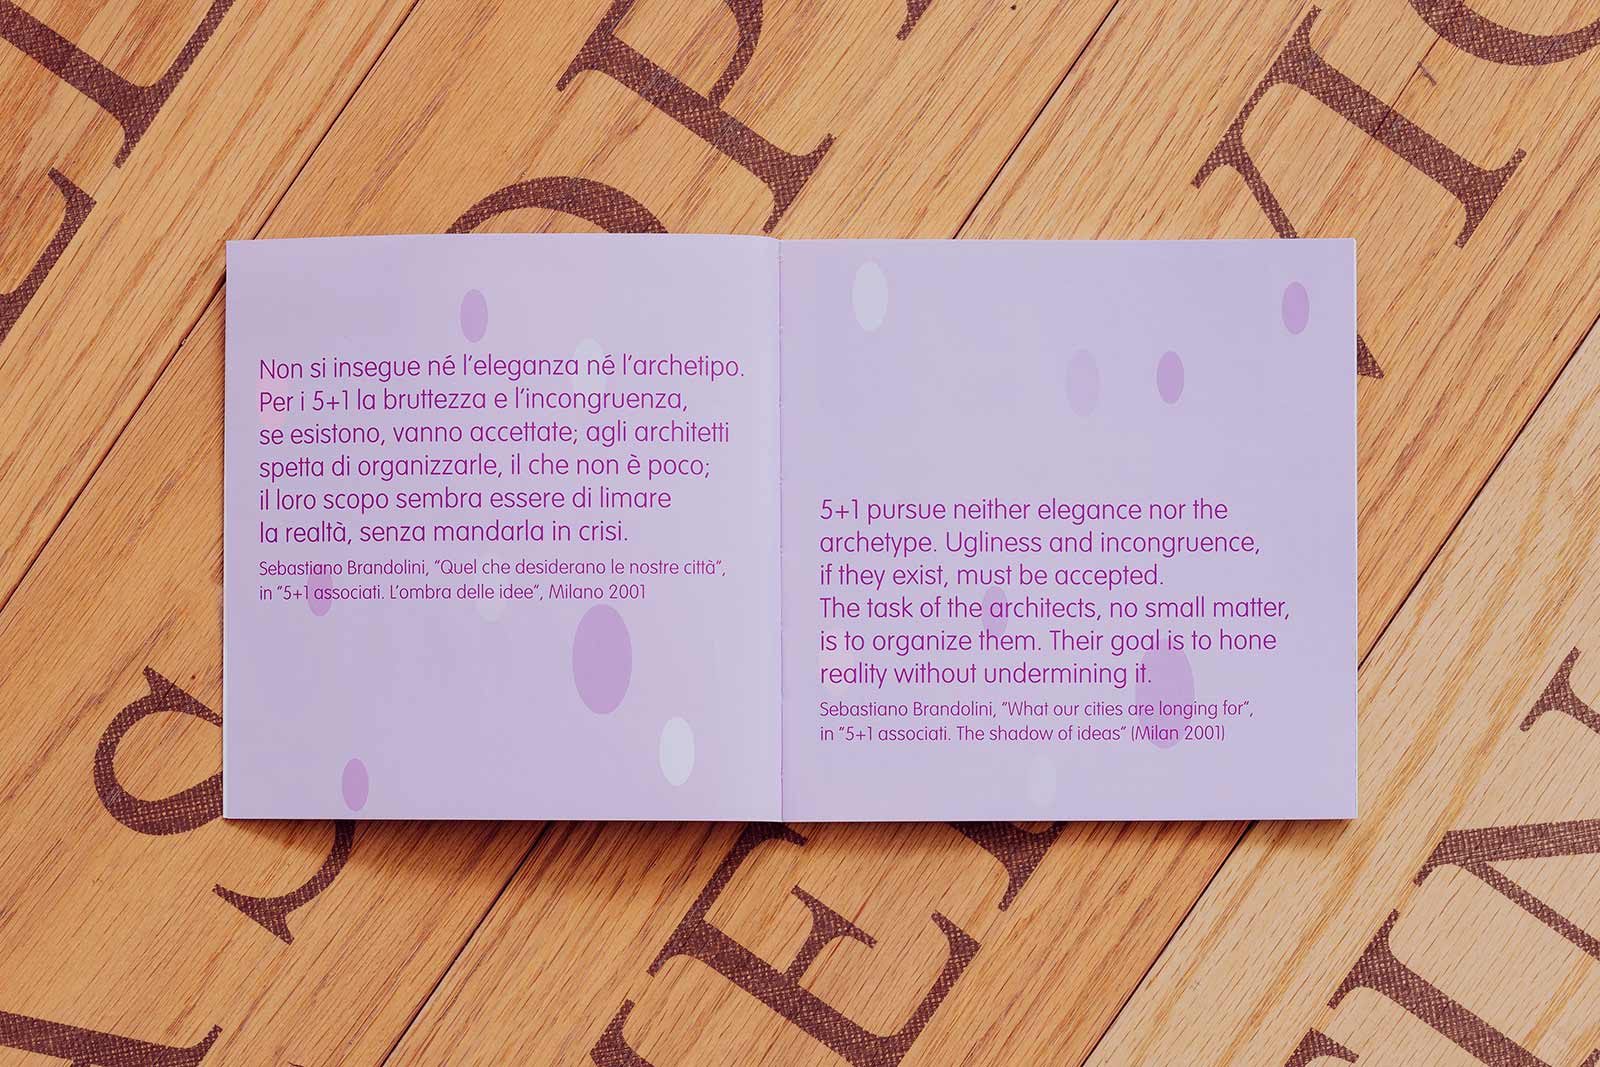 Non si insegue né l'eleganza né l'archetipo.
Per i 5+1 la bruttezza e l'incongruenza,
se esistono, vanno accettate; agli architetti
spetta di organizzarle, il che non è poco;
il loro scopo sembra essere di limare
la realtà, senza mandarla in crisi.
Sebastiano Brandolini, "Quel che desiderano le nostre città",
in "5+1 associati. L'ombra delle idee", Milano 2001
5+1 pursue neither elegance nor the
archetype. Ugliness and incongruence,
if they exist, must be accepted.
The task of the architects, no small matter,
is to organize them. Their goal is to hone
reality without undermining it.
Sebastiano Brandolini, "What our cities are longing for",
in "5+1 associati. The shadow of ideas" (Milan 2001)